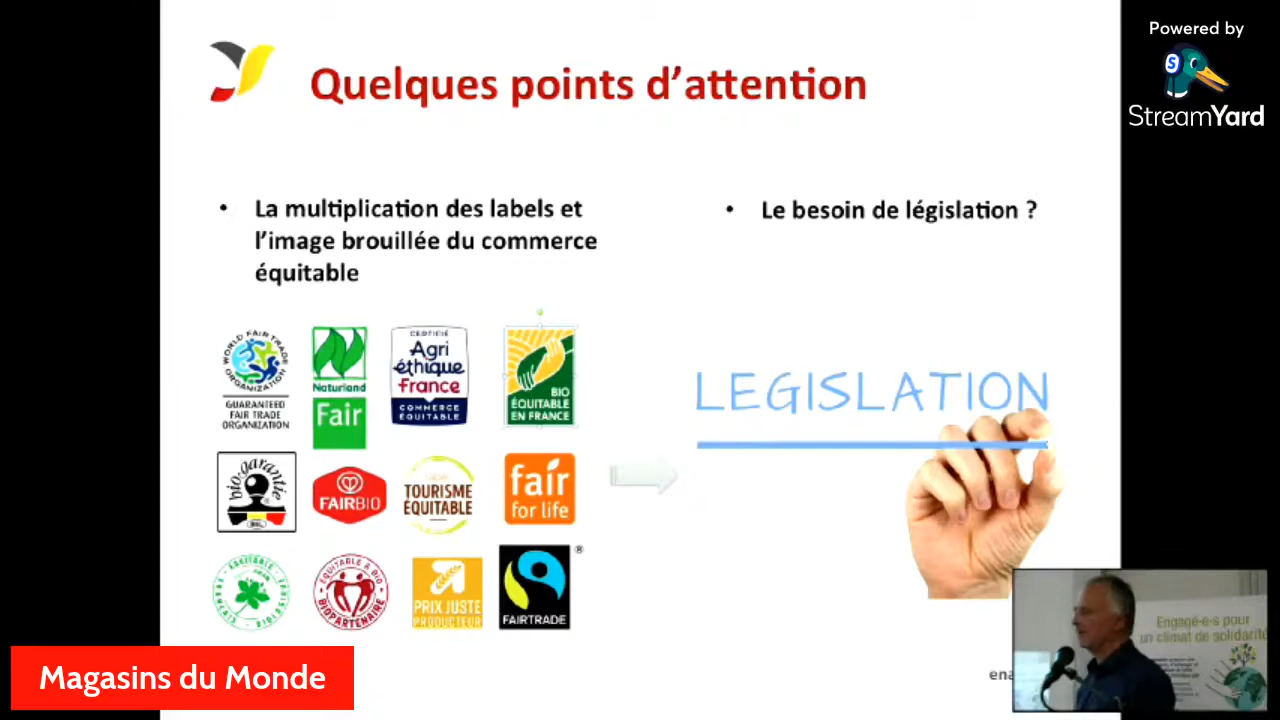 Powered by
StreamYard
Quelques points d'attention
• La multiplication des labels et
l'image brouillée du commerce
équitable
• Le besoin de législation ?
WORLD FAIR TRADE
ORGANIZATION
GUARANTEED
FAIR TRADE
ORGANIZATION
Naturland
Fair
CERTIFIÉ
Agri
éthique
France
COMMERCE
ÉQUITABLE
BIO
ÉQUITABLE
EN FRANCE
LEGISLATION
biogarantie
FAIRBIO
TOURISME
ÉQUITABLE
fair
for life
ÉQUITABLE & BIO
BIOPARTENAIRE
PRIX JUSTE
PRODUCTEUR
FAIRTRADE
®
Engagé·e·s pour
un climat de solidarité
ena
Magasins du Monde